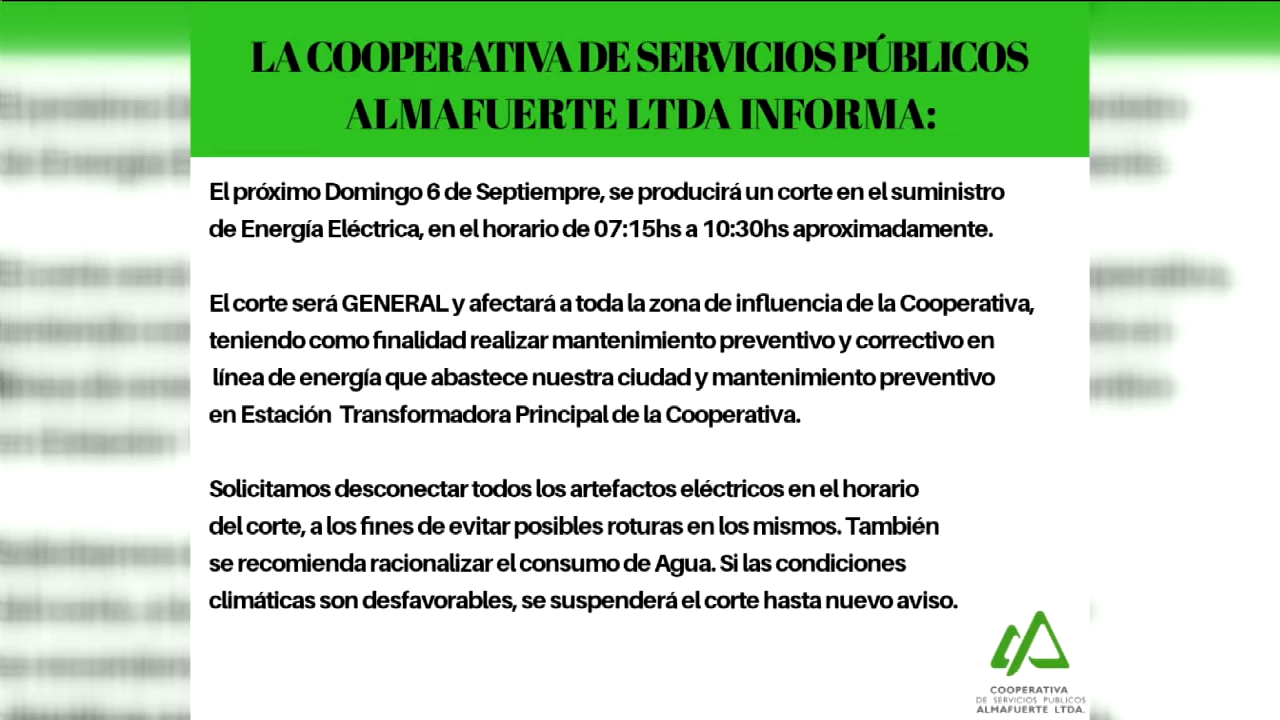 LA COOPERATIVA DE SERVICIOS PÚBLICOS
ALMAFUERTE LTDA INFORMA:
El próximo Domingo 6 de Septiempre, se producirá un corte en el suministro
de Energía Eléctrica, en el horario de 07:15hs a 10:30hs aproximadamente.
El corte será GENERAL y afectará a toda la zona de influencia de la Cooperativa,
teniendo como finalidad realizar mantenimiento preventivo y correctivo en
línea de energía que abastece nuestra ciudad y mantenimiento preventivo
en Estación Transformadora Principal de la Cooperativa.
Solicitamos desconectar todos los artefactos eléctricos en el horario
del corte, a los fines de evitar posibles roturas en los mismos. También
se recomienda racionalizar el consumo de Agua. Si las condiciones
climáticas son desfavorables, se suspenderá el corte hasta nuevo aviso.
COOPERATIVA
DE SERVICIOS PUBLICOS
ALMAFUERTE LTDA.